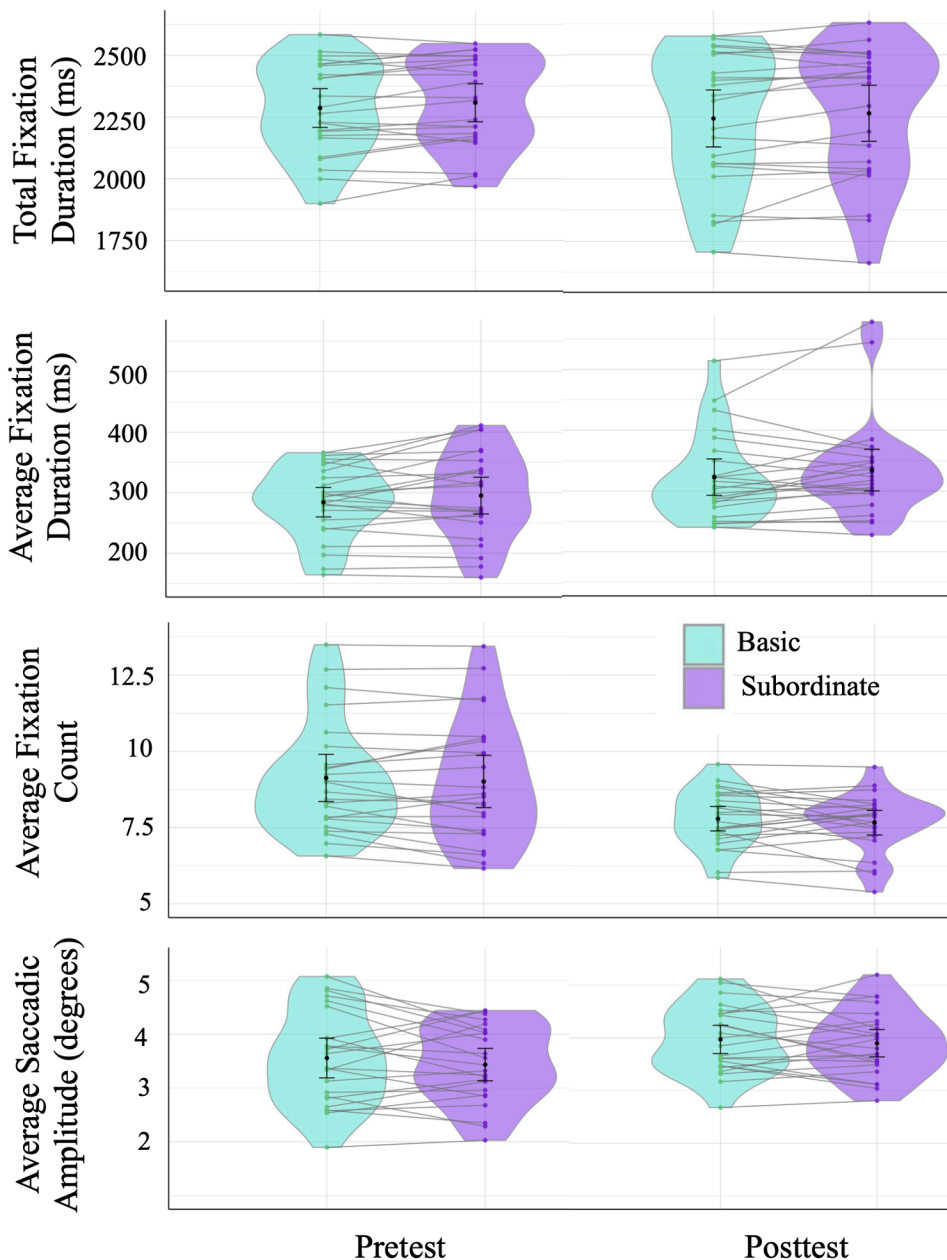 Total Fixation
Duration (ms)
2500
2250
2000
1750
Average Fixation
Duration (ms)
500
400
300
200
Average Fixation
Count
12.5
10
7.5
5
Basic
Subordinate
Average Saccadic
Amplitude (degrees)
5
4
3
2
Pretest
Posttest